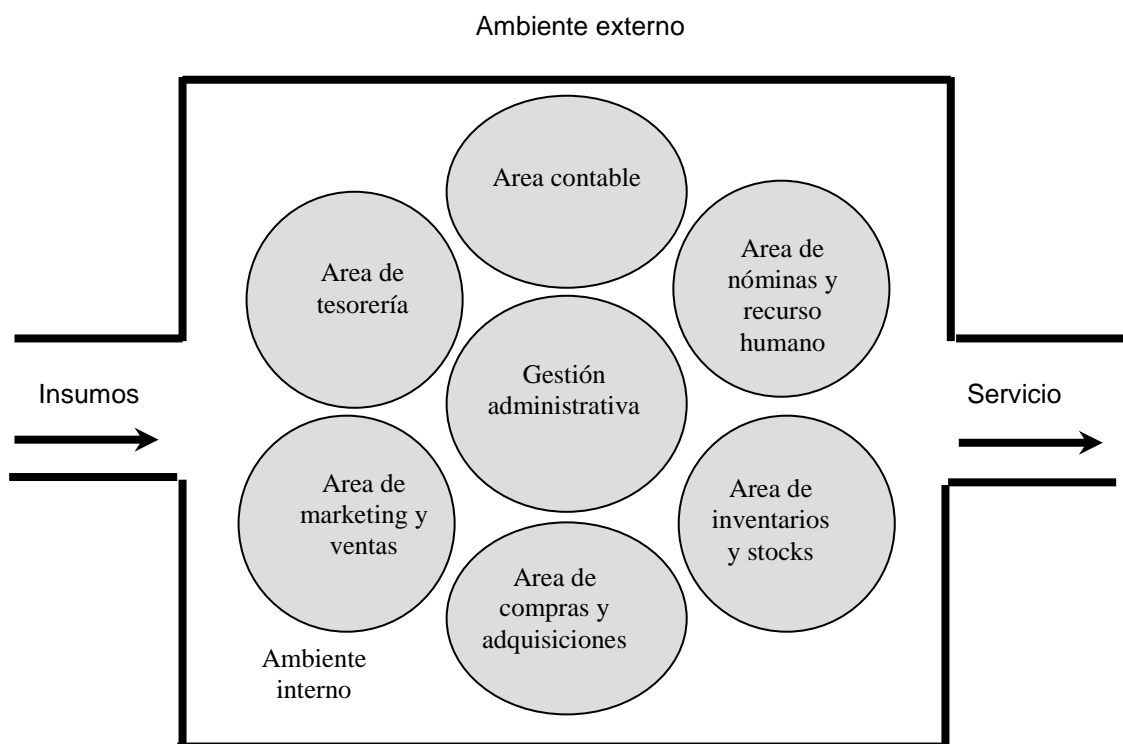 Ambiente externo
Area contable
Area de
tesorería
Area de
nóminas y
recurso
humano
Insumos
Gestión
administrativa
Servicio
Area de
marketing y
ventas
Area de
inventarios
y stocks
Area de
compras y
adquisiciones
Ambiente
interno